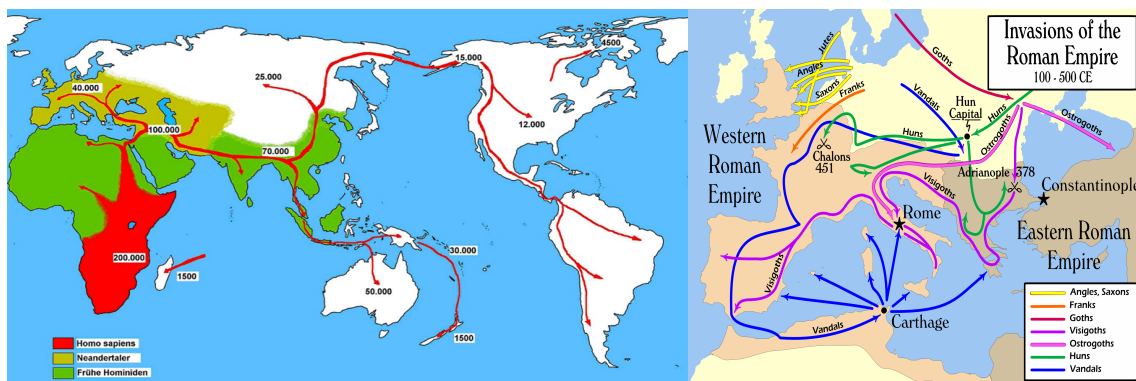 4500
15.000
25.000
40.000
12.000
100.000
70.000
200.000
30.000
1500
50.000
1500
Homo sapiens
Neandertaler
Frühe Hominiden
Invasions of the
Roman Empire
100 - 500 CE
Jutes
Goths
Angles
Saxons
Franks
Vandals
Hun
Capital
Huns
Ostrogoths
Western
Roman
Empire
Huns
Ostrogoths
Chalons
451
Adrianople 378
Visigoths
Constantinople
Rome
Eastern Roman
Empire
Visigoths
Carthage
Vandals
Angles, Saxons
Franks
Goths
Visigoths
Ostrogoths
Huns
Vandals